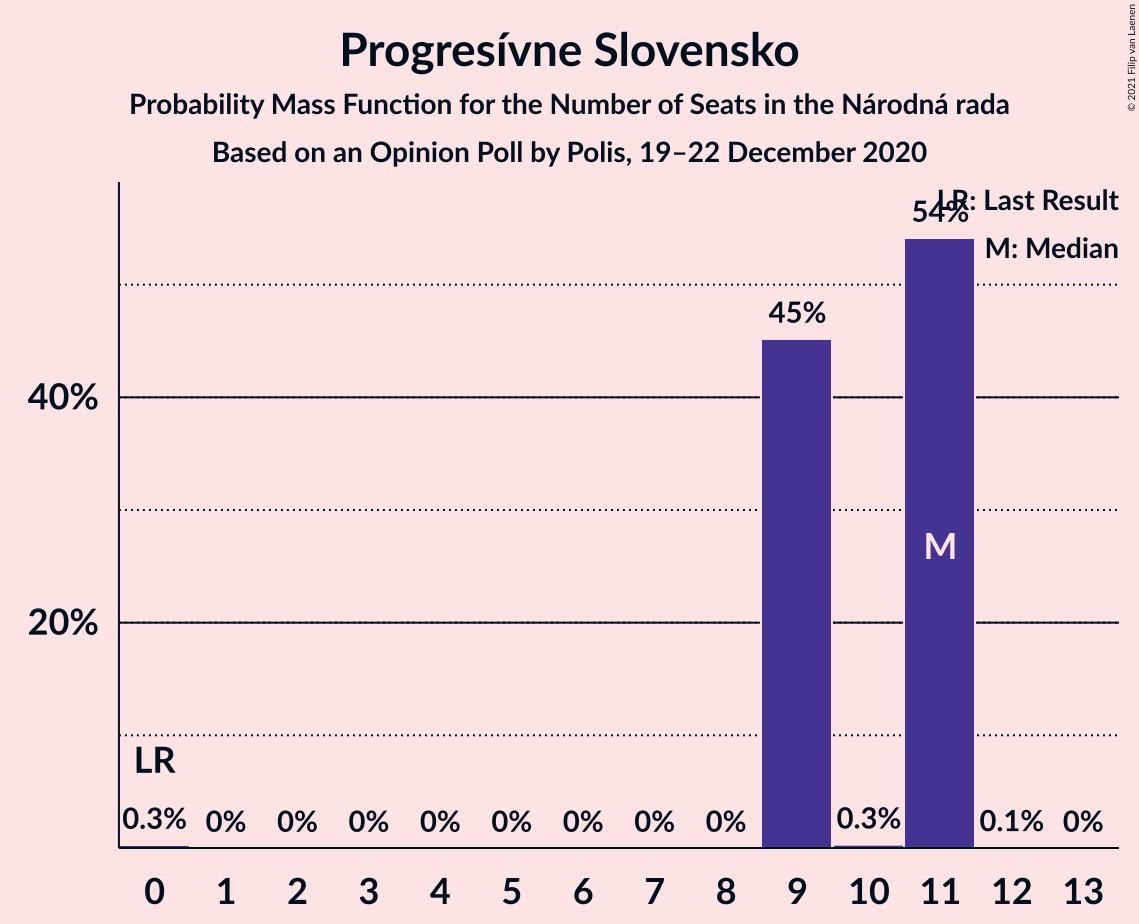 Progresívne Slovensko
Probability Mass Function for the Number of Seats in the Národná rada
Based on an Opinion Poll by Polis, 19–22 December 2020
© 2021 Filip van Laenen
LR: Last Result
M: Median
54%
45%
40%
M
20%
LR
0.3% 0% 0% 0% 0% 0% 0% 0% 0% 0.3% 0.1% 0%
0 1 2 3 4 5 6 7 8 9 10 11 12 13